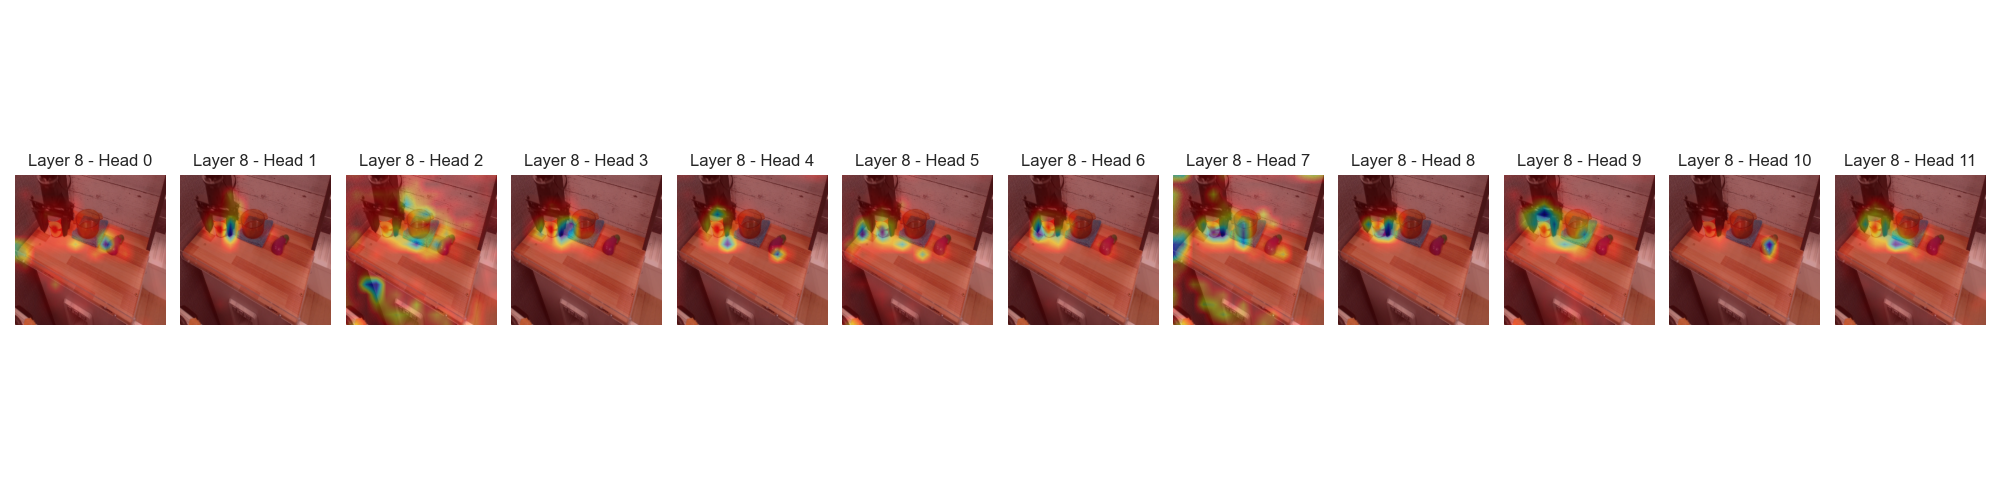 Layer 8 - Head 0
Layer 8 - Head 1
Layer 8 - Head 2
Layer 8 - Head 3
Layer 8 - Head 4
Layer 8 - Head 5
Layer 8 - Head 6
Layer 8 - Head 7
Layer 8 - Head 8
Layer 8 - Head 9
Layer 8 - Head 10
Layer 8 - Head 11